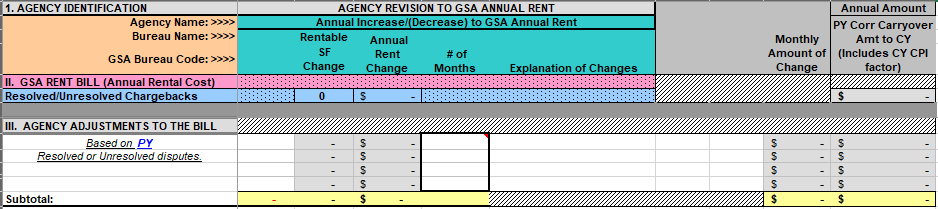 1. AGENCY IDENTIFICATION AGENCY REVISION TO GSA ANNUAL RENT Annual Amount
Agency Name: >>>> Annual Increase/(Decrease) to GSA Annual Rent PY Corr Carryover
Bureau Name: >>>> Rentable Annual Monthly Amt to CY
GSA Bureau Code: >>>> SF Rent # of Amount of (Includes CY CPI
Change Change Months Explanation of Changes Change factor)
II. GSA RENT BILL (Annual Rental Cost)
Resolved/Unresolved Chargebacks 0 $ - $ -
III. AGENCY ADJUSTMENTS TO THE BILL
Based on PY - $ - $ - $ -
Resolved or Unresolved disputes. - $ - $ - $ -
- $ - $ - $ -
- $ - $ - $ -
Subtotal: - - $ - $ - $ -